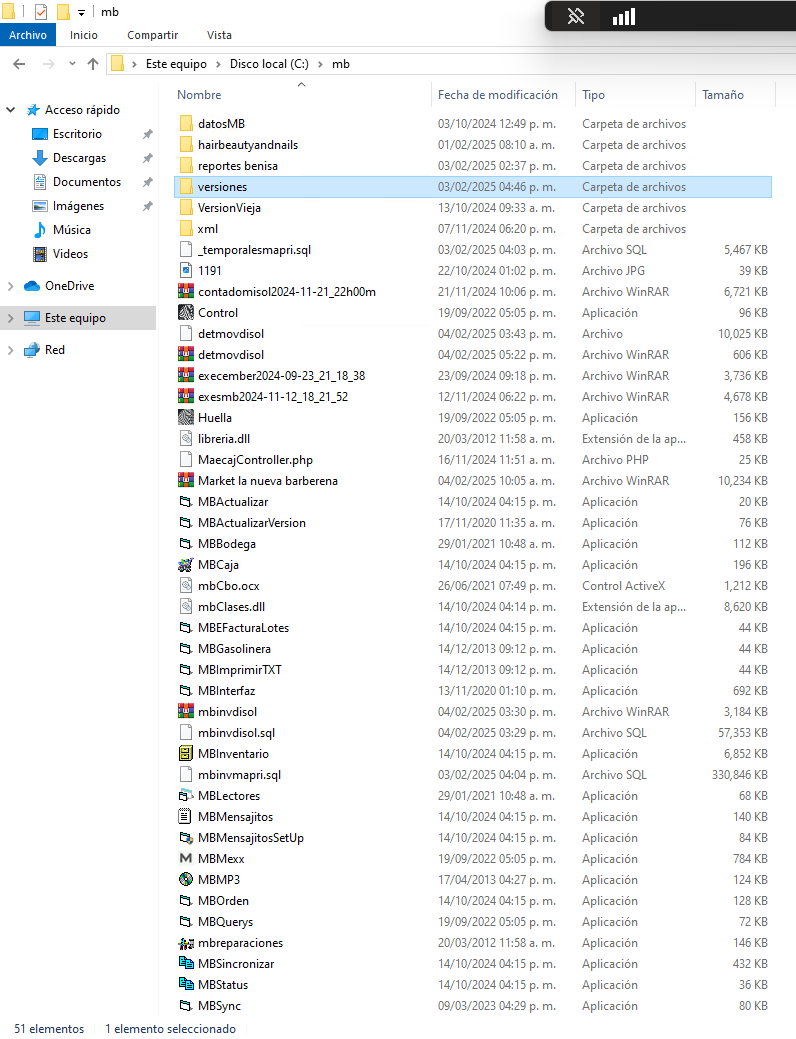 mb
Archivo Inicio Compartir Vista
Este equipo Disco local (C:) mb
Nombre Fecha de modificación Tipo Tamaño
Acceso rápido
Escritorio
Descargas
Documentos
Imágenes
Música
Videos
OneDrive
Este equipo
Red
datosMB 03/10/2024 12:49 p. m. Carpeta de archivos
hairbeautyandnails 01/02/2025 08:10 a. m. Carpeta de archivos
reportes benisa 03/02/2025 02:37 p. m. Carpeta de archivos
versiones 03/02/2025 04:46 p. m. Carpeta de archivos
VersionVieja 13/10/2024 09:33 a. m. Carpeta de archivos
xml 07/11/2024 06:20 p. m. Carpeta de archivos
_temporalesmapri.sql 03/02/2025 04:03 p. m. Archivo SQL 5,467 KB
1191 22/10/2024 01:02 p. m. Archivo JPG 39 KB
contadomisol2024-11-21_22h00m 21/11/2024 10:06 p. m. Archivo WinRAR 6,721 KB
Control 19/09/2022 05:05 p. m. Aplicación 96 KB
detmovdisol 04/02/2025 03:43 p. m. Archivo 10,025 KB
detmovdisol 04/02/2025 05:22 p. m. Archivo WinRAR 606 KB
execember2024-09-23_21_18_38 23/09/2024 09:18 p. m. Archivo WinRAR 3,736 KB
exesmb2024-11-12_18_21_52 12/11/2024 06:22 p. m. Archivo WinRAR 4,678 KB
Huella 19/09/2022 05:05 p. m. Aplicación 156 KB
libreria.dll 20/03/2012 11:58 a. m. Extensión de la ap... 458 KB
MaecajController.php 16/11/2024 11:51 a. m. Archivo PHP 25 KB
Market la nueva barberena 04/02/2025 10:05 a. m. Archivo WinRAR 10,234 KB
MBActualizar 14/10/2024 04:15 p. m. Aplicación 20 KB
MBActualizarVersion 17/11/2020 11:35 a. m. Aplicación 76 KB
MBBodega 29/01/2021 10:48 a. m. Aplicación 112 KB
MBCaja 14/10/2024 04:15 p. m. Aplicación 196 KB
mbCbo.ocx 26/06/2021 07:49 p. m. Control ActiveX 1,212 KB
mbClases.dll 14/10/2024 04:14 p. m. Extensión de la ap... 8,620 KB
MBEFacturaLotes 14/10/2024 04:15 p. m. Aplicación 44 KB
MBGasolinera 14/12/2013 09:12 p. m. Aplicación 44 KB
MBImprimirTXT 14/12/2013 09:12 p. m. Aplicación 44 KB
MBInterfaz 13/11/2020 01:10 p. m. Aplicación 692 KB
mbinvdisol 04/02/2025 03:30 p. m. Archivo WinRAR 3,184 KB
mbinvdisol.sql 04/02/2025 03:29 p. m. Archivo SQL 57,353 KB
MBInventario 14/10/2024 04:15 p. m. Aplicación 6,852 KB
mbinvmapri.sql 03/02/2025 04:04 p. m. Archivo SQL 330,846 KB
MBLectores 29/01/2021 10:48 a. m. Aplicación 68 KB
MBMensajitos 14/10/2024 04:15 p. m. Aplicación 140 KB
MBMensajitosSetUp 14/10/2024 04:15 p. m. Aplicación 84 KB
MBMexx 19/09/2022 05:05 p. m. Aplicación 784 KB
MBMP3 17/04/2013 04:27 p. m. Aplicación 124 KB
MBOrden 14/10/2024 04:15 p. m. Aplicación 128 KB
MBQuerys 19/09/2022 05:05 p. m. Aplicación 72 KB
mbreparaciones 20/03/2012 11:58 a. m. Aplicación 146 KB
MBSincronizar 14/10/2024 04:15 p. m. Aplicación 432 KB
MBStatus 14/10/2024 04:15 p. m. Aplicación 36 KB
MBSync 09/03/2023 04:29 p. m. Aplicación 80 KB
51 elementos 1 elemento seleccionado